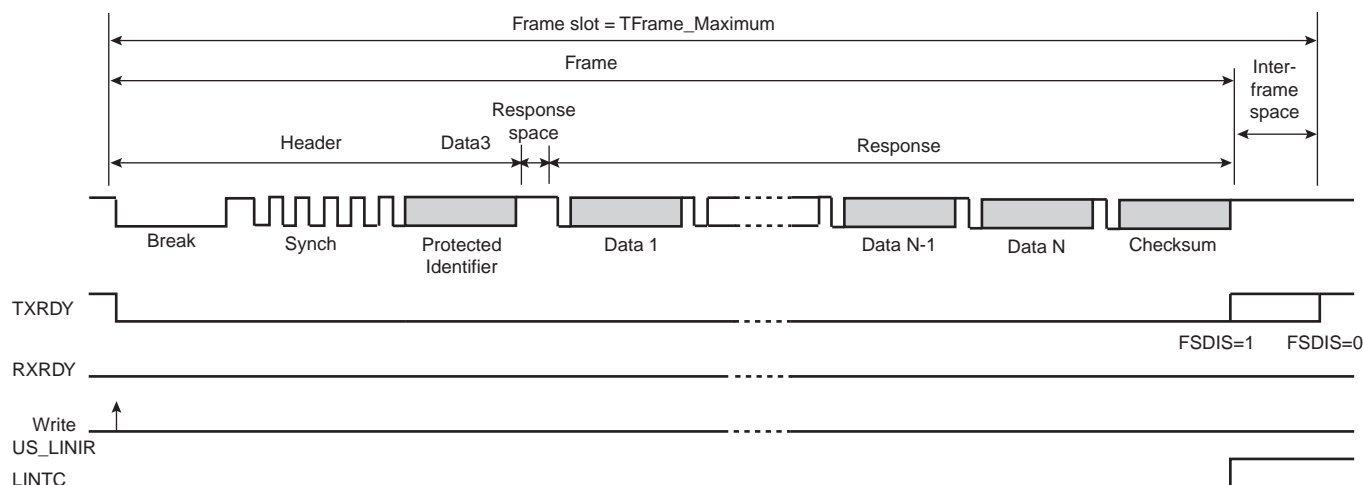 Frame slot = TFrame_Maximum
Frame
Inter-
frame
space
Response
space
Header
Data3
Response
Break
Synch
Protected
Identifier
Data 1
Data N-1
Data N
Checksum
TXRDY
FSDIS=1
FSDIS=0
RXRDY
Write
US_LINIR
LINTC